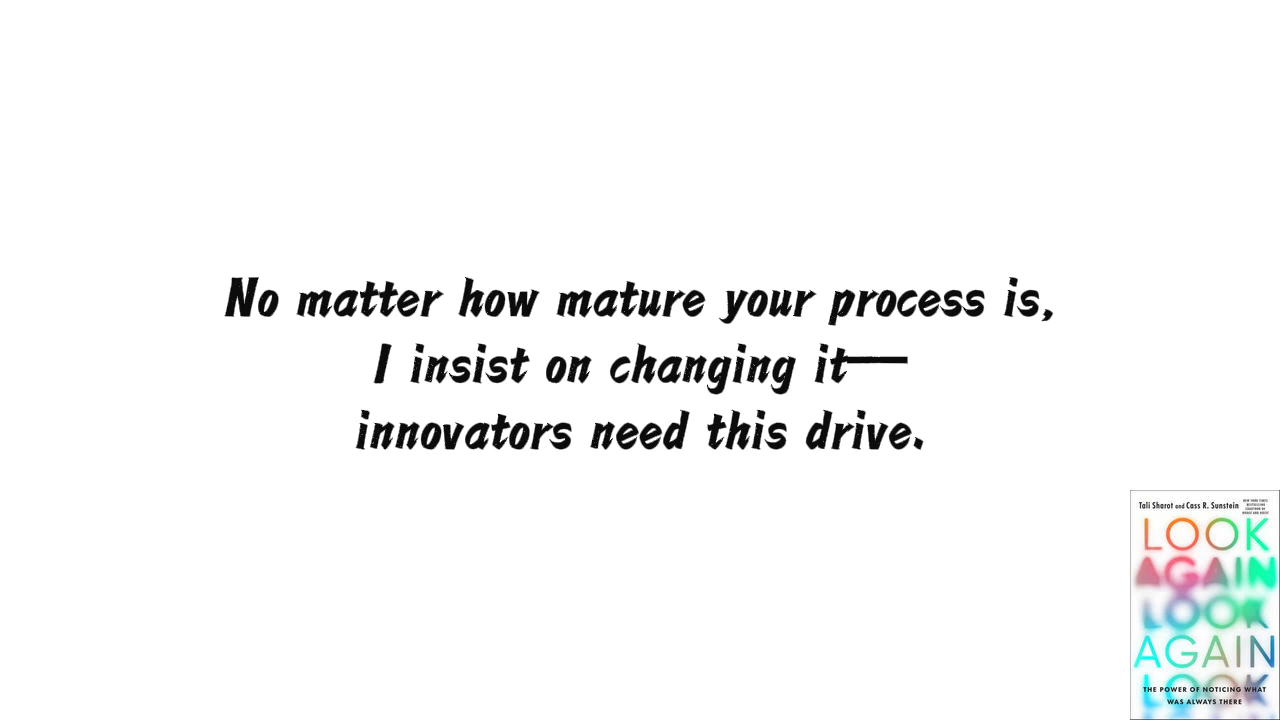 No matter how mature your process is,
I insist on changing it—
innovators need this drive.
Tali Sharot and Cass R. Sunstein
LOOK
AGAIN
LOOK
AGAIN
LOOK
THE POWER OF NOTICING WHAT
WAS ALWAYS THERE